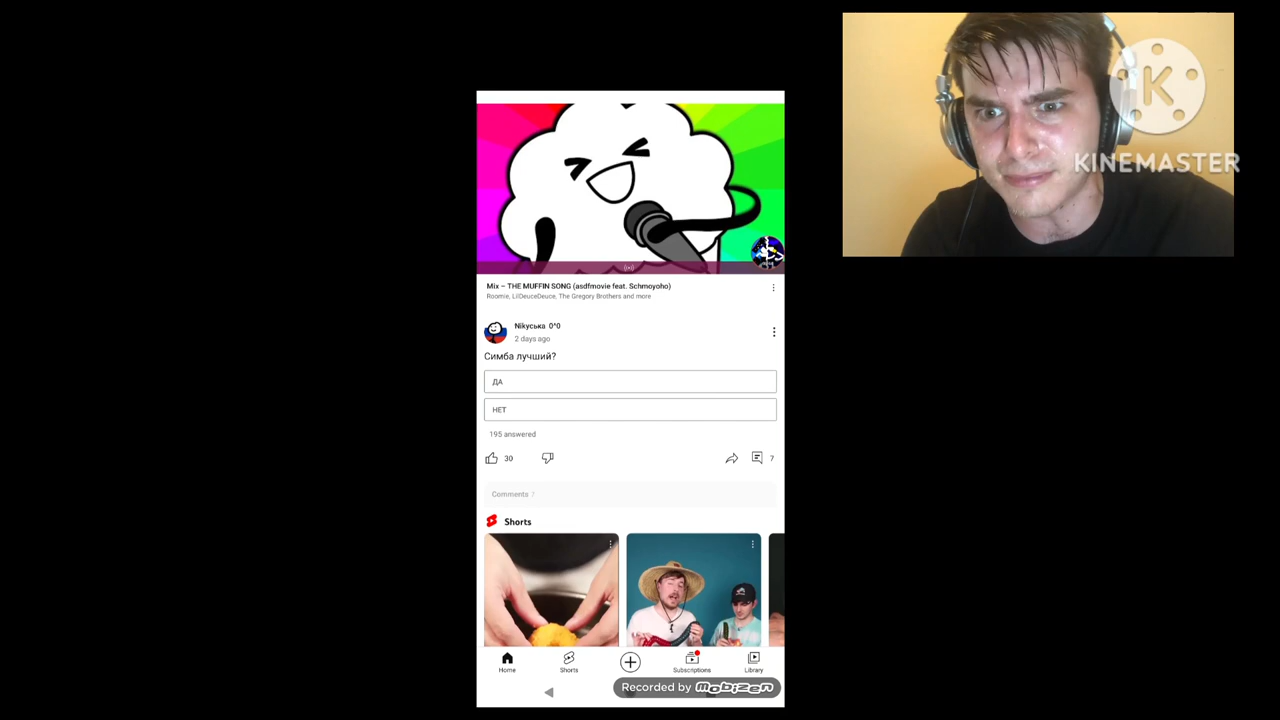 KINEMASTER
Mix – THE MUFFIN SONG (asdfmovie feat. Schmoyoho)
Roomie, LilDeuceDeuce, The Gregory Brothers and more
Nikyська 0^0
2 days ago
Симба лучший?
ДА
НЕТ
195 answered
30
7
Comments 7
Shorts
Home
Shorts
Subscriptions
Library
Recorded by mobizen